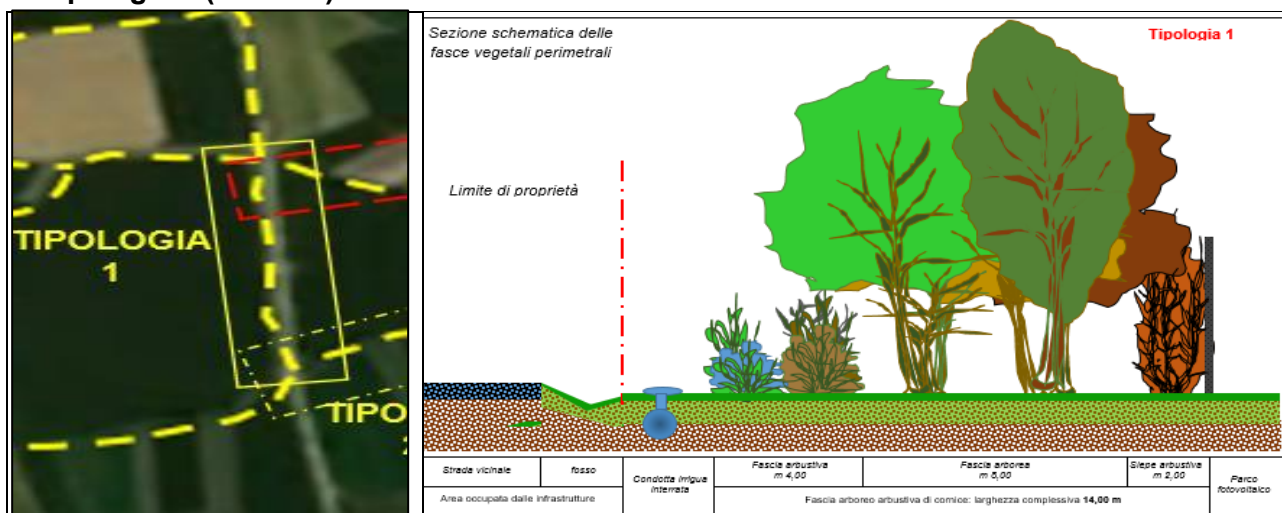 TIPOLOGIA
1
TIPO
Sezione schematica delle
fasce vegetali perimetrali
Tipologia 1
Limite di proprietà
Strada vicinale
fosso
Condotta irrigua
interrata
Fascia arbustiva
m 4,00
Fascia arborea
m
Siepe arbustiva
m 2,00
Parco
fotovoltaico
Area occupata dalle infrastrutture
Fascia arboreo arbustiva di cornice: larghezza complessiva 14,00 m